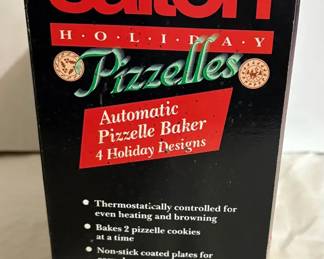 Salton
H·O·L·I·D·A·Y
Pizzelles
Automatic
Pizzelle Baker
4 Holiday Designs
• Thermostatically controlled for
even heating and browning
• Bakes 2 pizzelle cookies
at a time
• Non-stick coated plates for